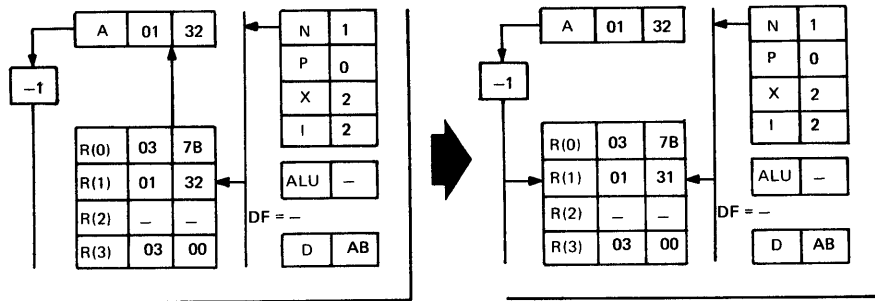 A 01 32
N 1
P 0
X 2
I 2
−1
R(0) 03 7B
R(1) 01 32
R(2) – –
R(3) 03 00
ALU –
DF = –
D AB
A 01 32
N 1
P 0
X 2
I 2
−1
R(0) 03 7B
R(1) 01 31
R(2) – –
R(3) 03 00
ALU –
DF = –
D AB